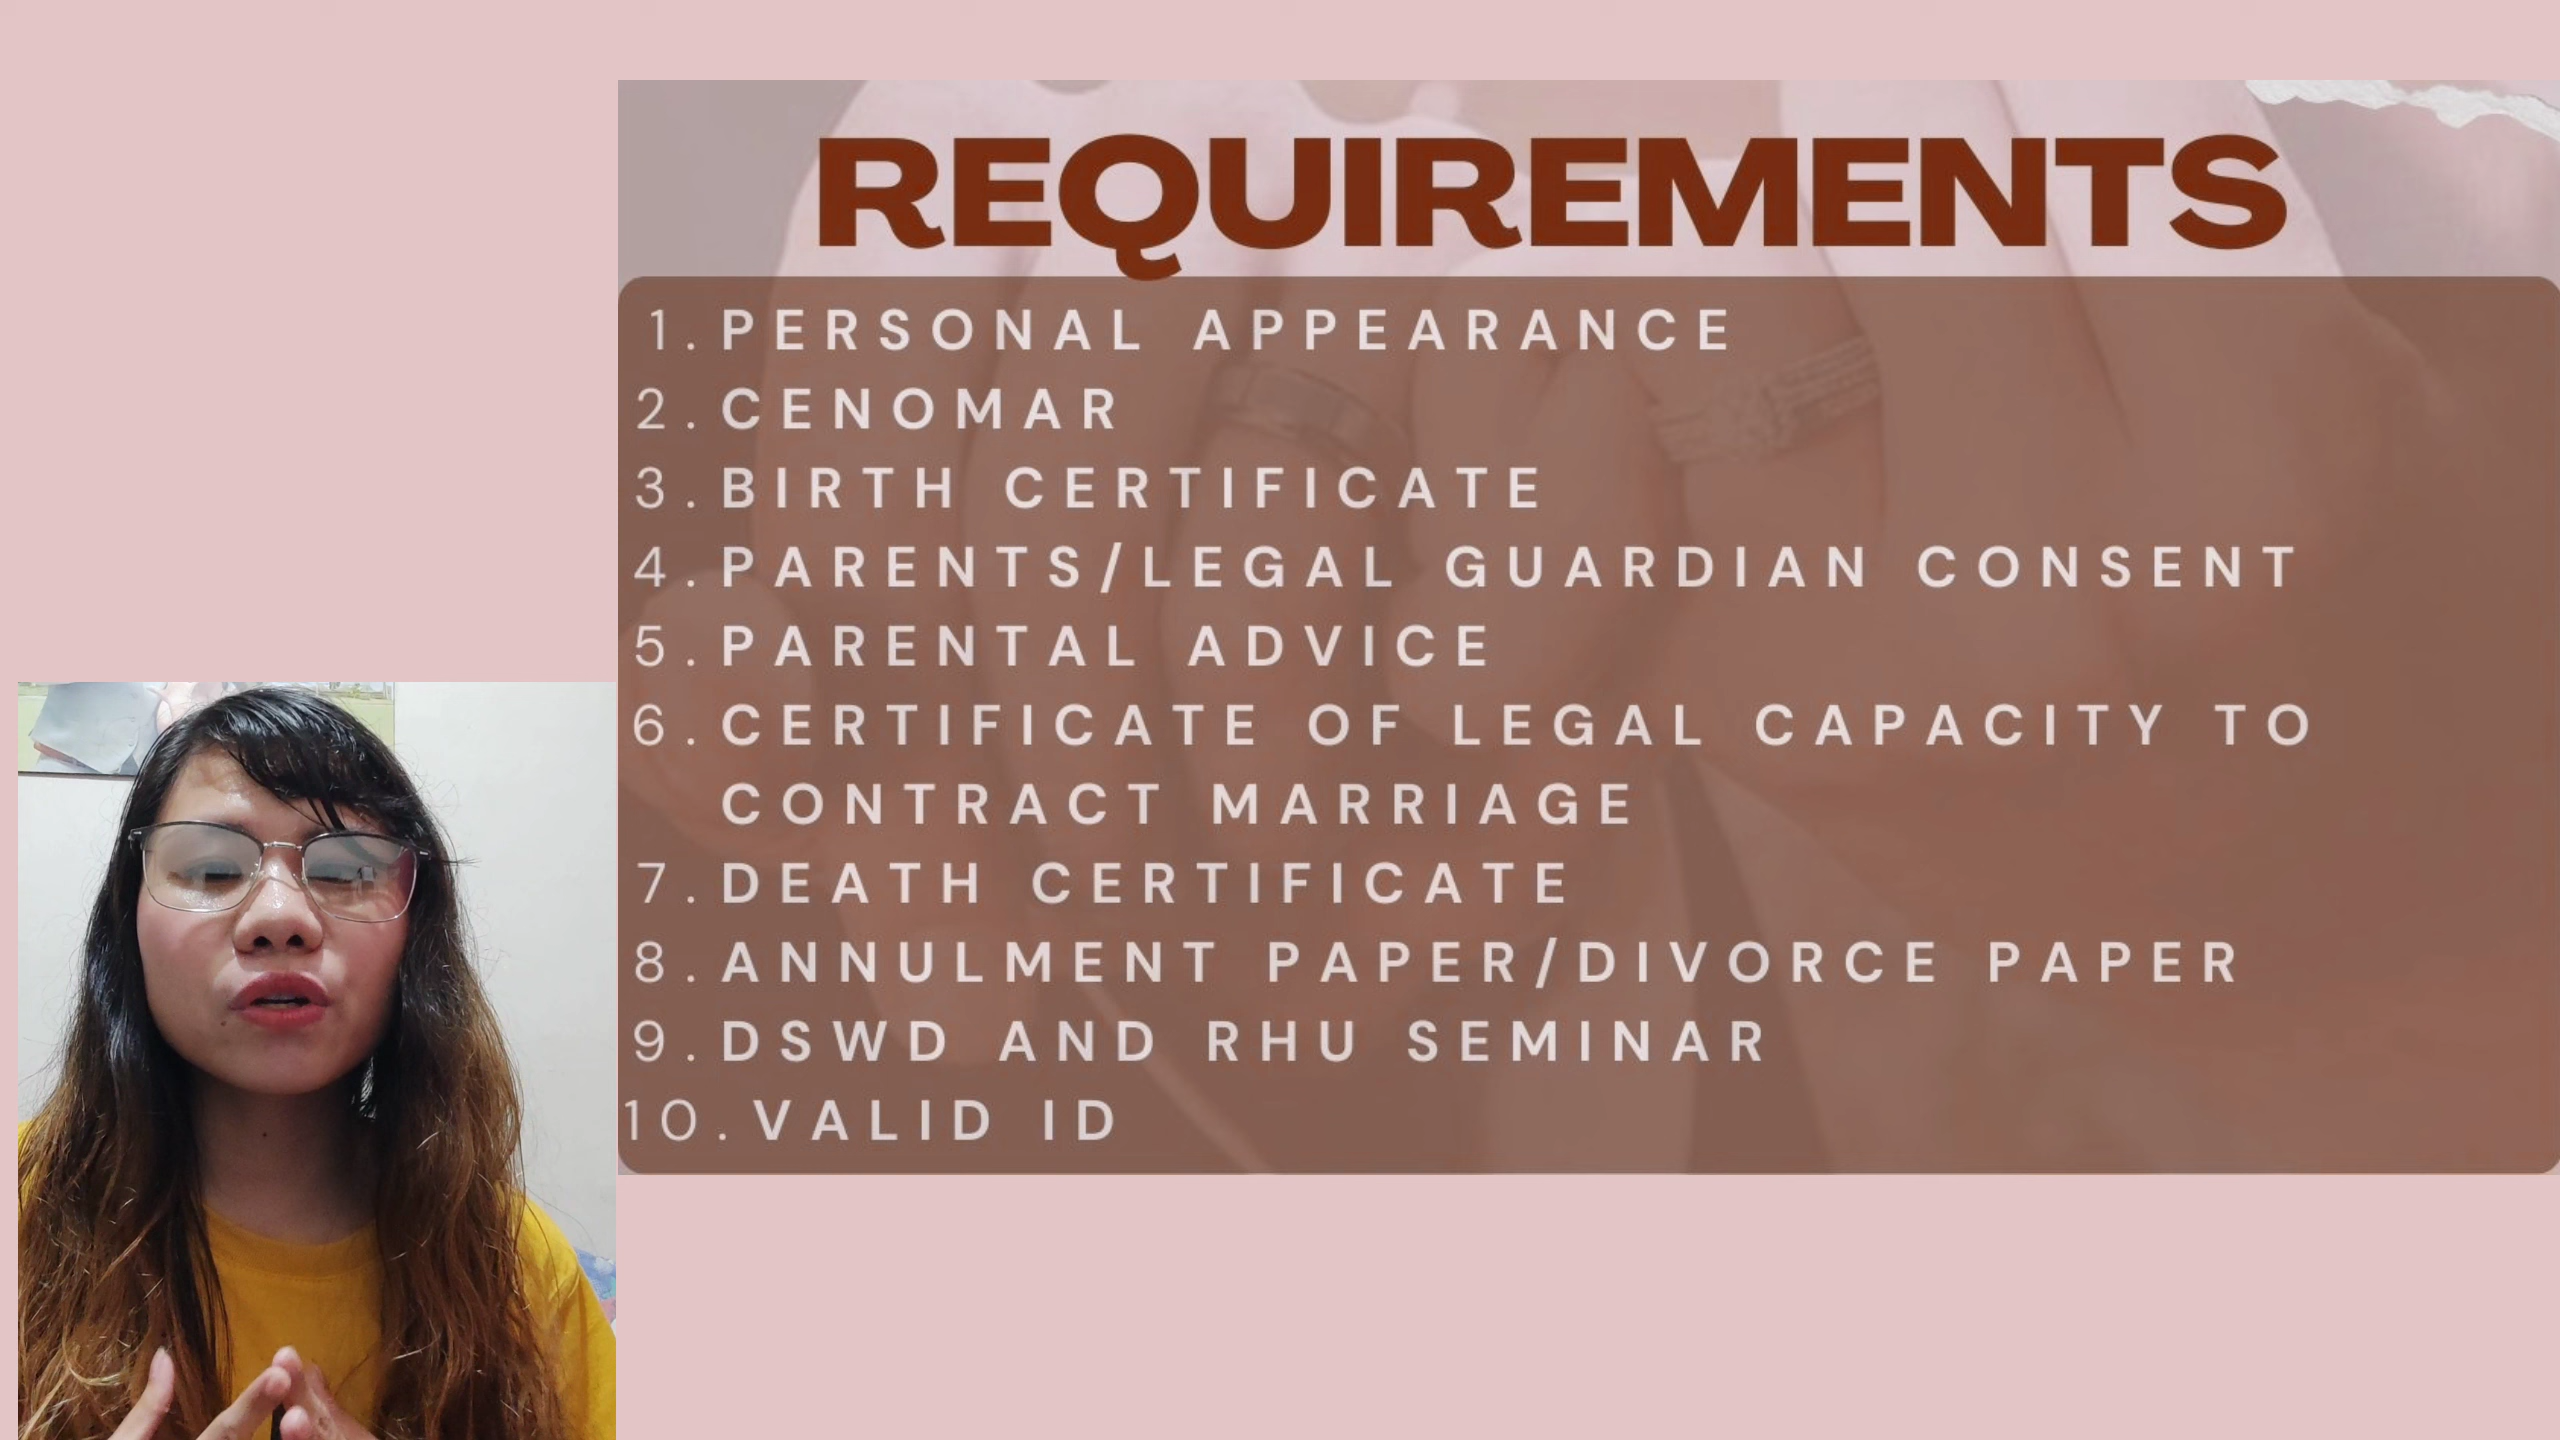 REQUIREMENTS
1. PERSONAL APPEARANCE
2. CENOMAR
3. BIRTH CERTIFICATE
4. PARENTS/LEGAL GUARDIAN CONSENT
5. PARENTAL ADVICE
6. CERTIFICATE OF LEGAL CAPACITY TO
CONTRACT MARRIAGE
7. DEATH CERTIFICATE
8. ANNULMENT PAPER/DIVORCE PAPER
9. DSWD AND RHU SEMINAR
10. VALID ID